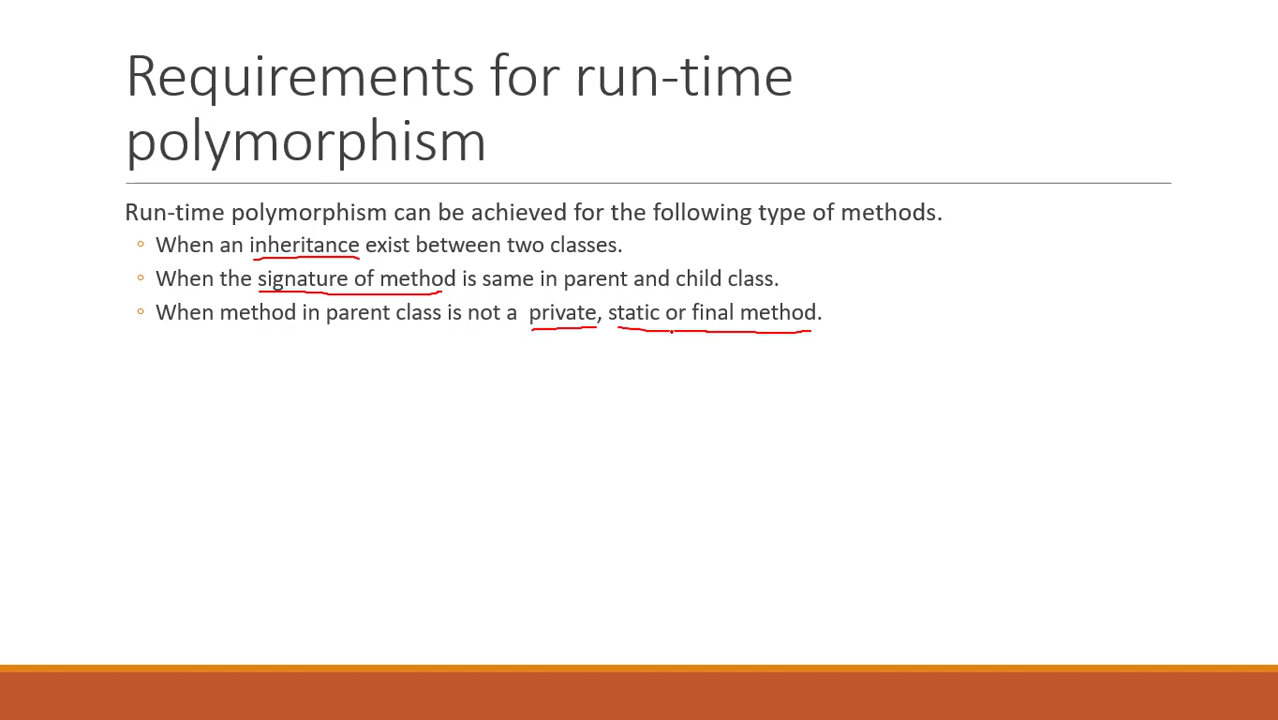 Requirements for run-time
polymorphism
Run-time polymorphism can be achieved for the following type of methods.
◦ When an inheritance exist between two classes.
◦ When the signature of method is same in parent and child class.
◦ When method in parent class is not a  private, static or final method.